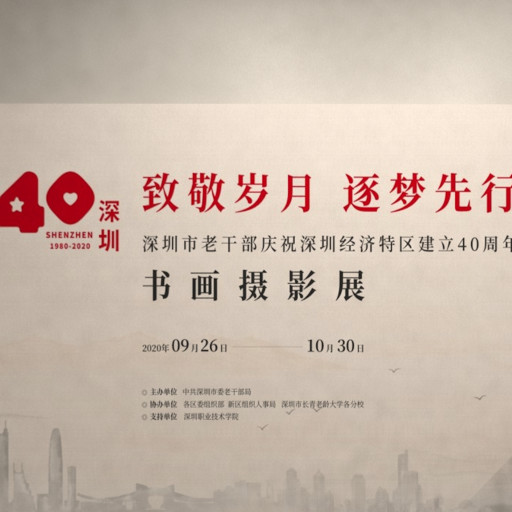 40
深圳
SHENZHEN
1980-2020
致敬岁月 逐梦先行
深圳市老干部庆祝深圳经济特区建立40周年
书画摄影展
2020年09月26日 10月30日
主办单位 中共深圳市委老干部局
协办单位 各区委组织部 新区组织人事局 深圳市长青老龄大学各分校
支持单位 深圳职业技术学院